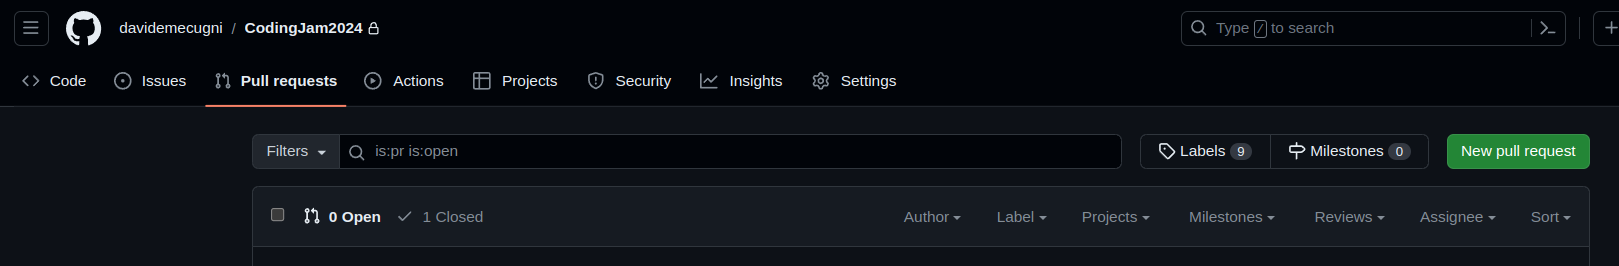 davidemecugni / CodingJam2024 Type / to search
Code Issues Pull requests Actions Projects Security Insights Settings
Filters is:pr is:open Labels 9 Milestones 0 New pull request
0 Open 1 Closed Author Label Projects Milestones Reviews Assignee Sort